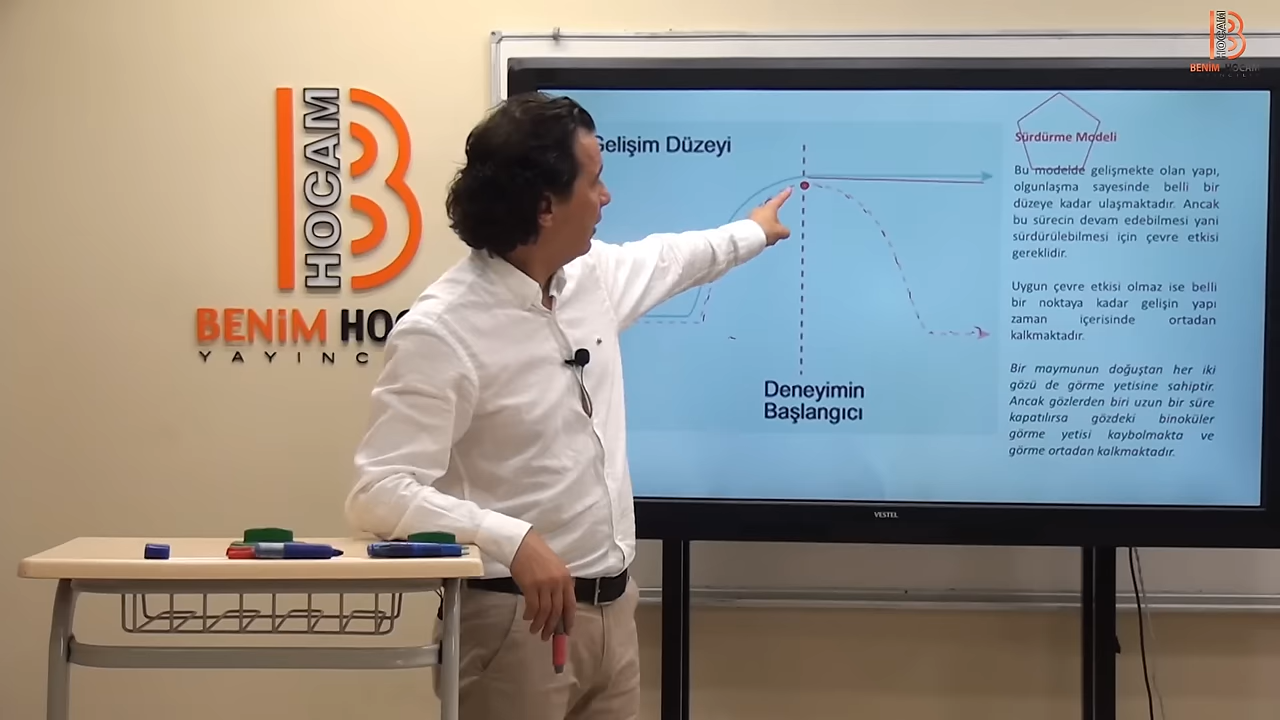 HOCAM
BENİM HOCAM
HOCAM
BENİM
YAYINC
Gelişim Düzeyi
Deneyimin
Başlangıcı
Sürdürme Modeli
Bu modelde gelişmekte olan yapı,
olgunlaşma sayesinde belli bir
düzeye kadar ulaşmaktadır. Ancak
bu sürecin devam edebilmesi yani
sürdürülebilmesi için çevre etkisi
gereklidir.
Uygun çevre etkisi olmaz ise belli
bir noktaya kadar gelişin yapı
zaman içerisinde ortadan
kalkmaktadır.
Bir maymunun doğuştan her iki
gözü de görme yetisine sahiptir.
Ancak gözlerden biri uzun bir süre
kapatılırsa gözdeki binoküler
görme yetisi kaybolmakta ve
görme ortadan kalkmaktadır.
VESTEL